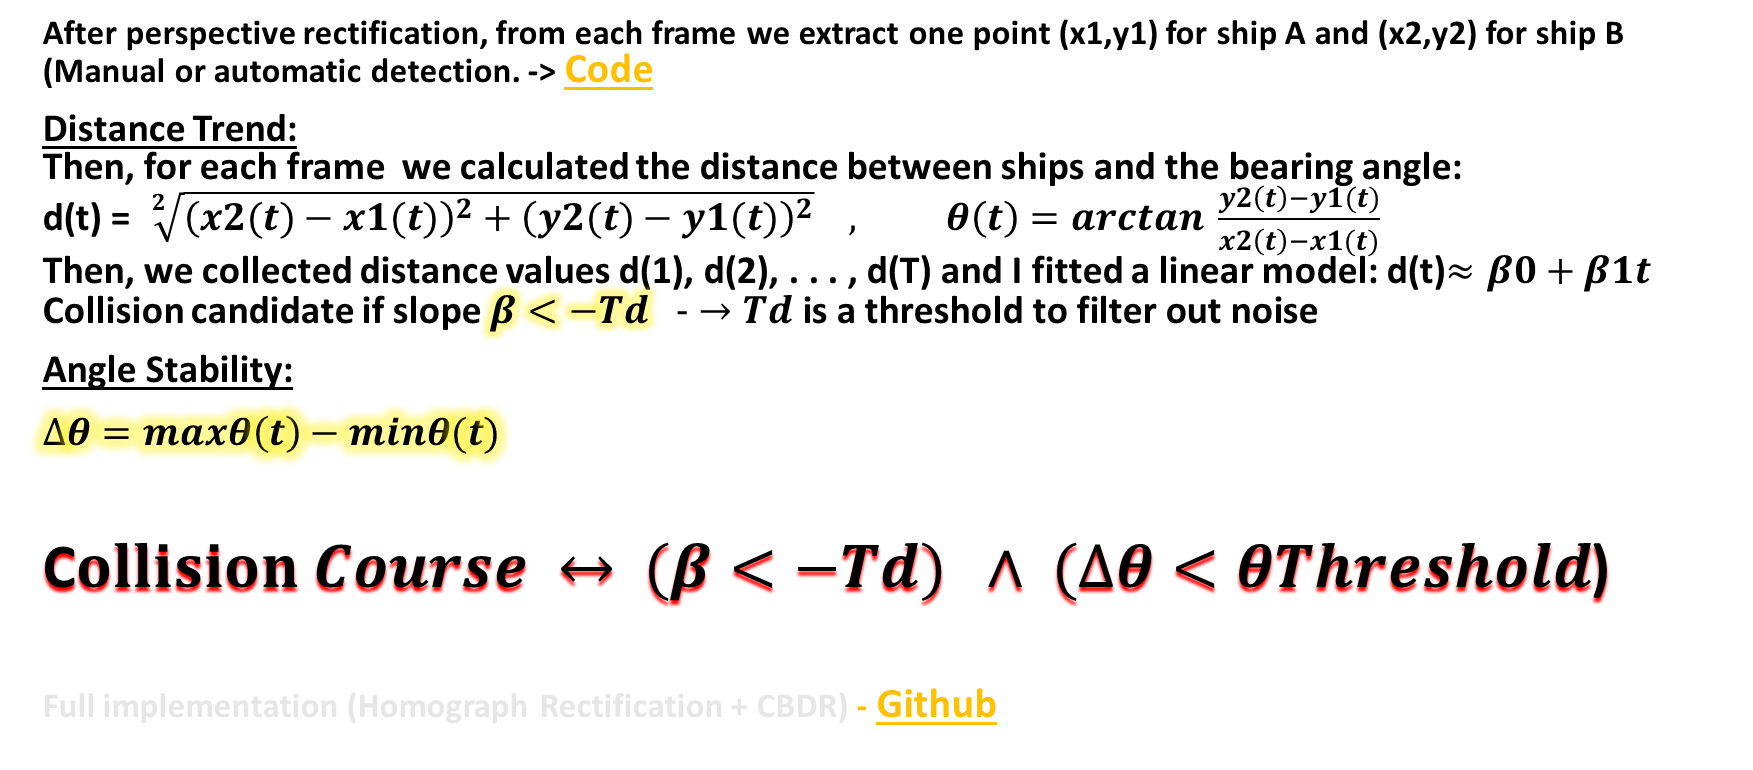 After perspective rectification, from each frame we extract one point (x1,y1) for ship A and (x2,y2) for ship B
(Manual or automatic detection. -> Code
Distance Trend:
Then, for each frame we calculated the distance between ships and the bearing angle:
d(t) = ²√(x2(t) − x1(t))² + (y2(t) − y1(t))² , θ(t) = arctan y2(t)−y1(t) / x2(t)−x1(t)
Then, we collected distance values d(1), d(2), . . . , d(T) and I fitted a linear model: d(t)≈ β0 + β1t
Collision candidate if slope β < −Td - → Td is a threshold to filter out noise
Angle Stability:
Δθ = maxθ(t) − minθ(t)
Collision Course ↔ (β < −Td) ∧ (Δθ < θThreshold)
Full implementation (Homograph Rectification + CBDR) - Github